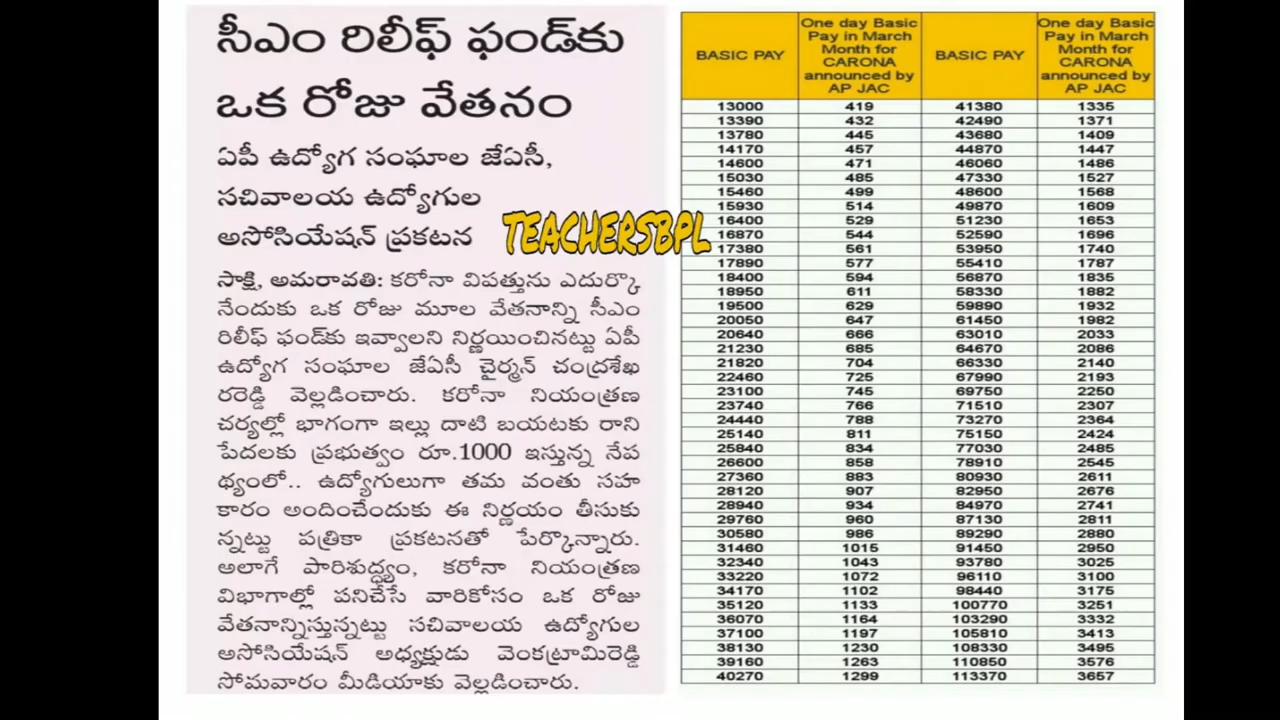 సీఎం రిలీఫ్ ఫండ్‌కు
ఒక రోజు వేతనం
ఏపీ ఉద్యోగ సంఘాల జేఏసీ,
సచివాలయ ఉద్యోగుల
అసోసియేషన్ ప్రకటన
సాక్షి, అమరావతి: కరోనా విపత్తును ఎదుర్కొ
నేందుకు ఒక రోజు మూల వేతనాన్ని సీఎం
రిలీఫ్ ఫండ్‌కు ఇవ్వాలని నిర్ణయించినట్టు ఏపీ
ఉద్యోగ సంఘాల జేఏసీ చైర్మన్ చంద్రశేఖ
రరెడ్డి వెల్లడించారు. కరోనా నియంత్రణ
చర్యల్లో భాగంగా ఇల్లు దాటి బయటకు రాని
పేదలకు ప్రభుత్వం రూ.1000 ఇస్తున్న నేప
థ్యంలో.. ఉద్యోగులుగా తమ వంతు సహ
కారం అందించేందుకు ఈ నిర్ణయం తీసుకు
న్నట్టు పత్రికా ప్రకటనతో పేర్కొన్నారు.
అలాగే పారిశుద్ధ్యం, కరోనా నియంత్రణ
విభాగాల్లో పనిచేసే వారికోసం ఒక రోజు
వేతనాన్నిస్తున్నట్టు సచివాలయ ఉద్యోగుల
అసోసియేషన్ అధ్యక్షుడు వెంకట్రామిరెడ్డి
సోమవారం మీడియాకు వెల్లడించారు.
TEACHERSBPL
BASIC PAY One day Basic Pay in March Month for CARONA announced by AP JAC BASIC PAY One day Basic Pay in March Month for CARONA announced by AP JAC
13000 419 41380 1335
13390 432 42490 1371
13780 445 43680 1409
14170 457 44870 1447
14600 471 46060 1486
15030 485 47330 1527
15460 499 48600 1568
15930 514 49870 1609
16400 529 51230 1653
16870 544 52590 1696
17380 561 53950 1740
17890 577 55410 1787
18400 594 56870 1835
18950 611 58330 1882
19500 629 59890 1932
20050 647 61450 1982
20640 666 63010 2033
21230 685 64670 2086
21820 704 66330 2140
22460 725 67990 2193
23100 745 69750 2250
23740 766 71510 2307
24440 788 73270 2364
25140 811 75150 2424
25840 834 77030 2485
26600 858 78910 2545
27360 883 80930 2611
28120 907 82950 2676
28940 934 84970 2741
29760 960 87130 2811
30580 986 89290 2880
31460 1015 91450 2950
32340 1043 93780 3025
33220 1072 96110 3100
34170 1102 98440 3175
35120 1133 100770 3251
36070 1164 103290 3332
37100 1197 105810 3413
38130 1230 108330 3495
39160 1263 110850 3576
40270 1299 113370 3657